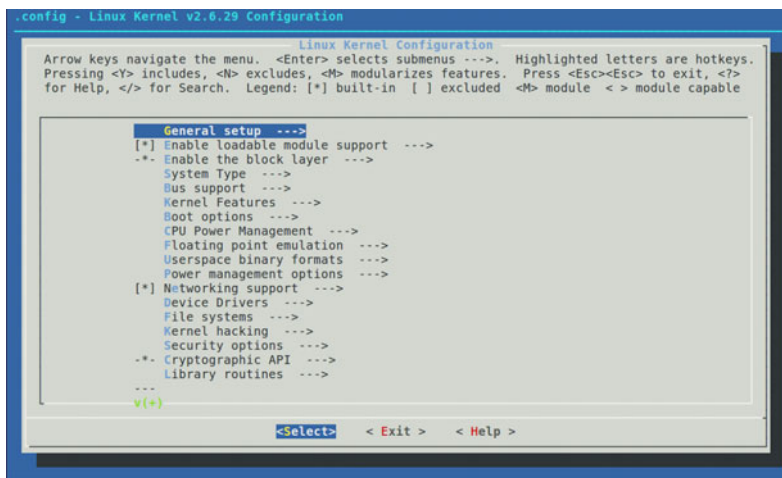 .config - Linux Kernel v2.6.29 Configuration
Linux Kernel Configuration
Arrow keys navigate the menu. <Enter> selects submenus --->. Highlighted letters are hotkeys.
Pressing <Y> includes, <N> excludes, <M> modularizes features. Press <Esc><Esc> to exit, <?>
for Help, </> for Search. Legend: [*] built-in [ ] excluded <M> module < > module capable
General setup --->
[*] Enable loadable module support --->
-*- Enable the block layer --->
System Type --->
Bus support --->
Kernel Features --->
Boot options --->
CPU Power Management --->
Floating point emulation --->
Userspace binary formats --->
Power management options --->
[*] Networking support --->
Device Drivers --->
File systems --->
Kernel hacking --->
Security options --->
-*- Cryptographic API --->
Library routines --->
---
v(+)
<Select> < Exit > < Help >